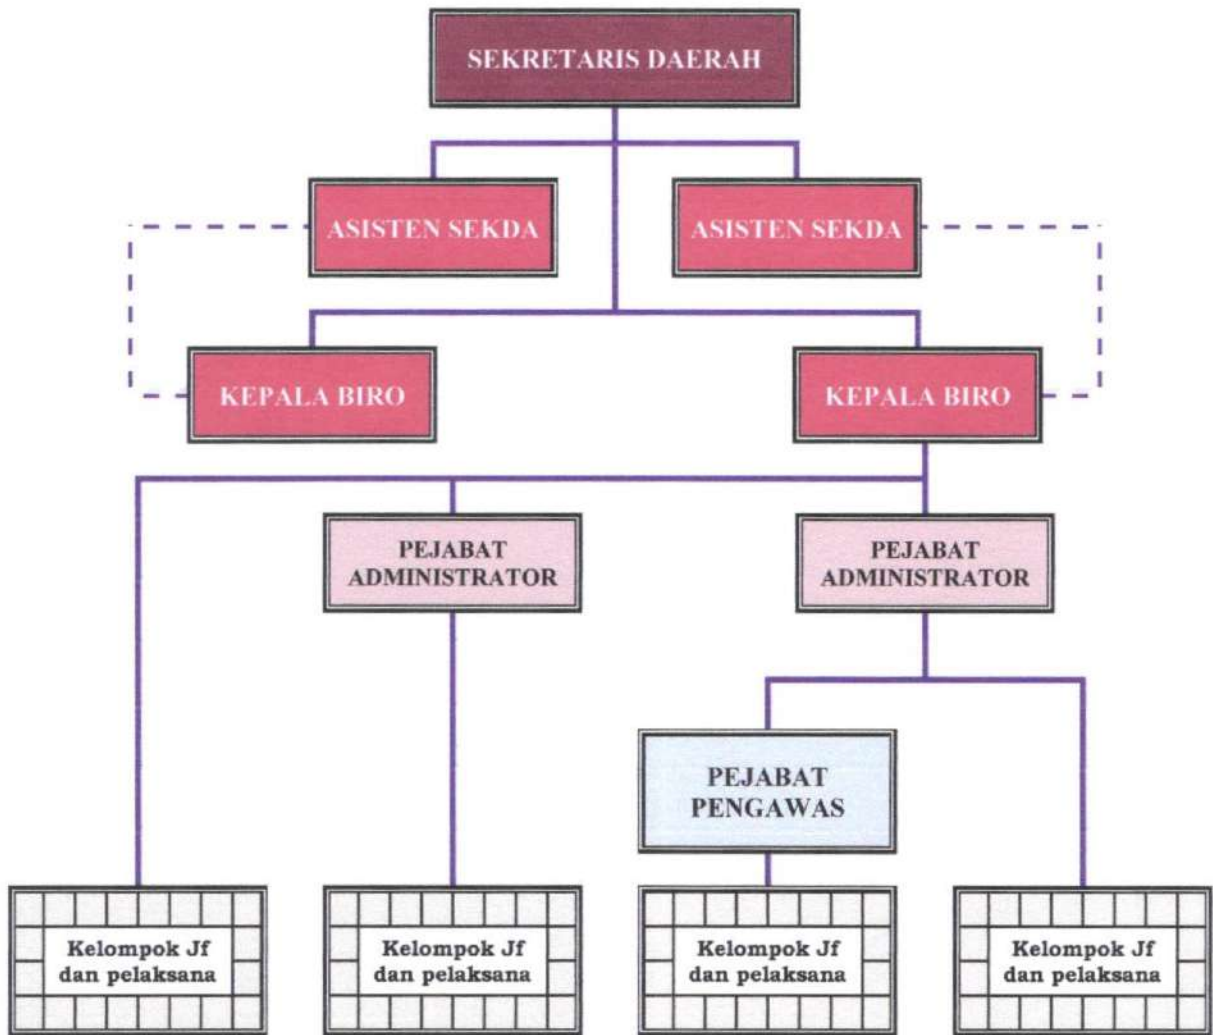 SEKRETARIS DAERAH
ASISTEN SEKDA
ASISTEN SEKDA
KEPALA BIRO
KEPALA BIRO
PEJABAT
ADMINISTRATOR
PEJABAT
ADMINISTRATOR
PEJABAT
PENGAWAS
Kelompok Jf
dan pelaksana
Kelompok Jf
dan pelaksana
Kelompok Jf
dan pelaksana
Kelompok Jf
dan pelaksana